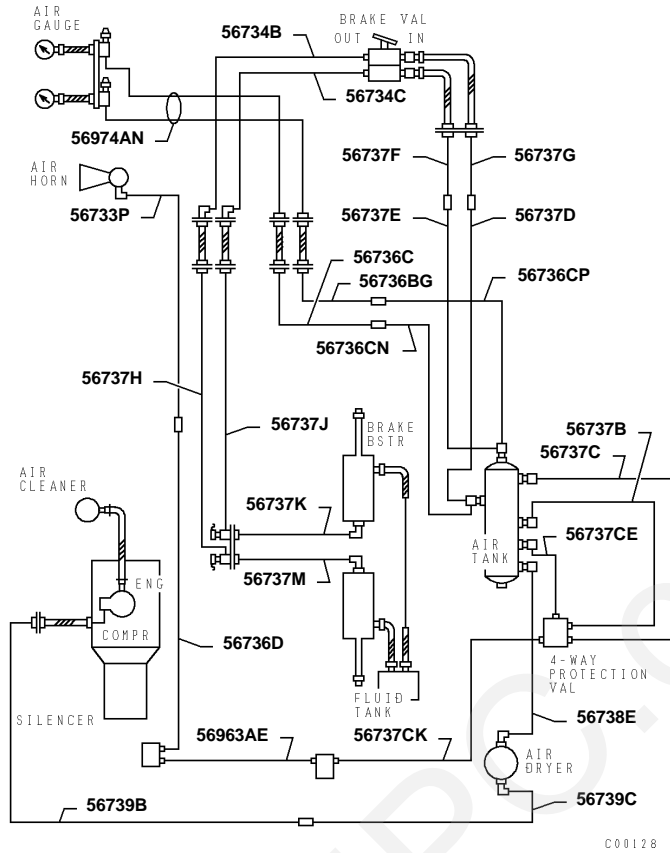 AIR
GAUGE
56734B
BRAKE VAL
OUT IN
56734C
56974AN
56737F
56737G
AIR
HORN
56733P
56737E
56737D
56736C
56736BG
56736CP
56736CN
56737H
56737J
BRAKE
BSTR
56737B
56737C
AIR
CLEANER
56737K
56737CE
AIR
TANK
56737M
ENG
COMPR
56736D
4-WAY
PROTECTION
VAL
FLUID
TANK
SILENCER
56738E
56963AE
56737CK
AIR
DRYER
56739B
56739C
C00128